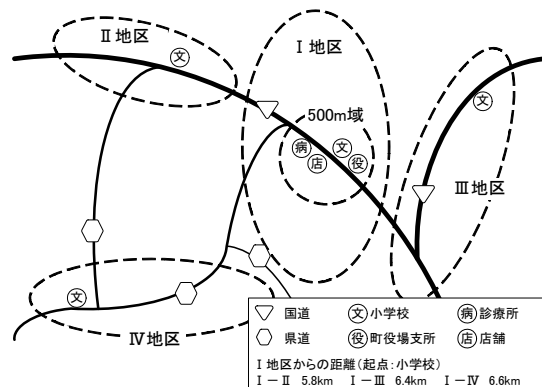 Ⅱ地区
Ⅰ地区
文
500m域
文
病
文
店
役
Ⅲ地区
文
Ⅳ地区
国道
文 小学校
病 診療所
県道
役 町役場支所
店 店舗
Ⅰ地区からの距離(起点:小学校)
Ⅰ－Ⅱ 5.8km Ⅰ－Ⅲ 6.4km Ⅰ－Ⅳ 6.6km